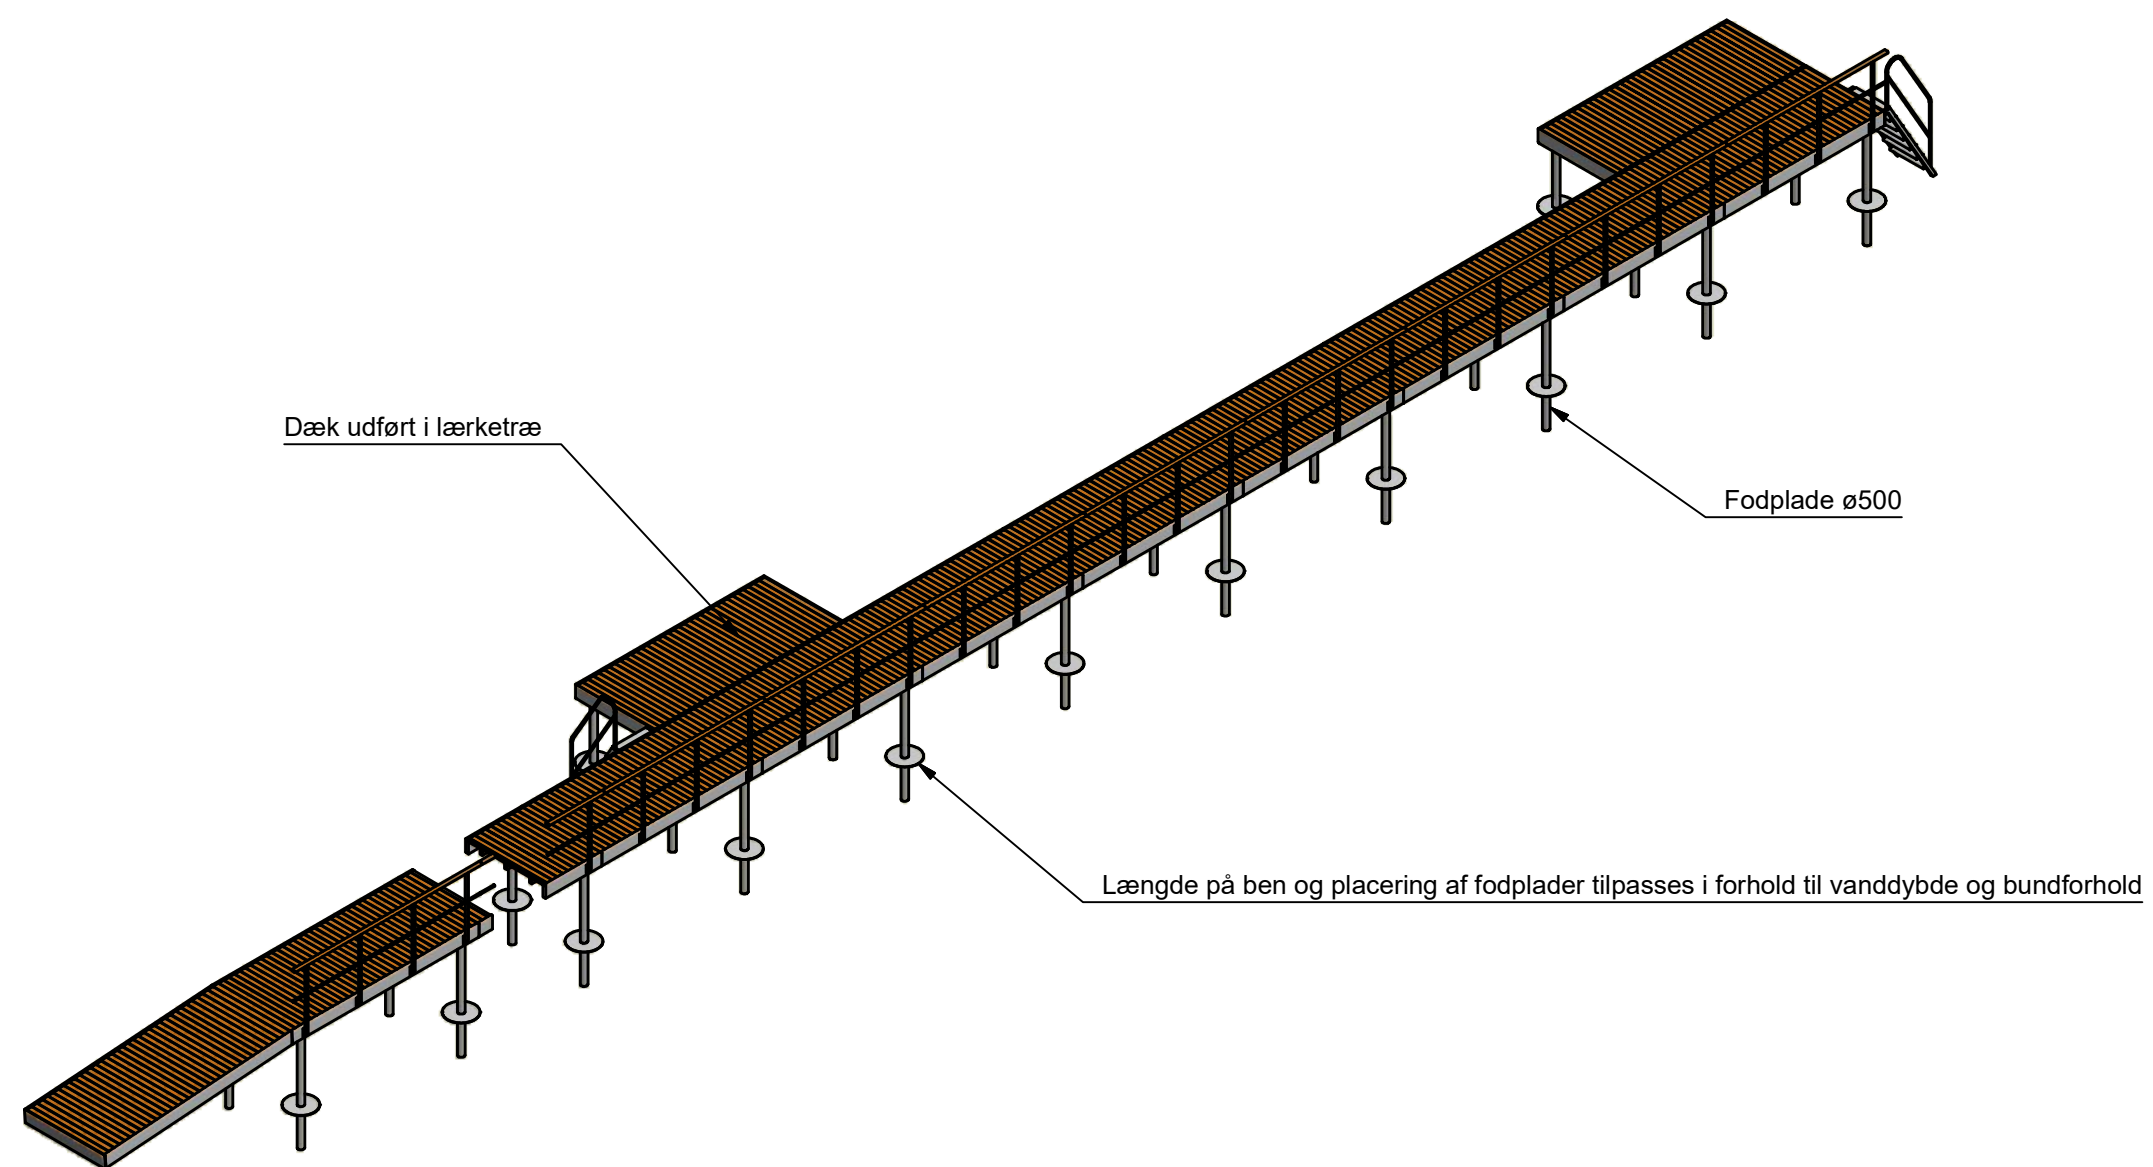 Dæk udført i lærketræ
Fodplade ø500
Længde på ben og placering af fodplader tilpasses i forhold til vanddybde og bundforhold